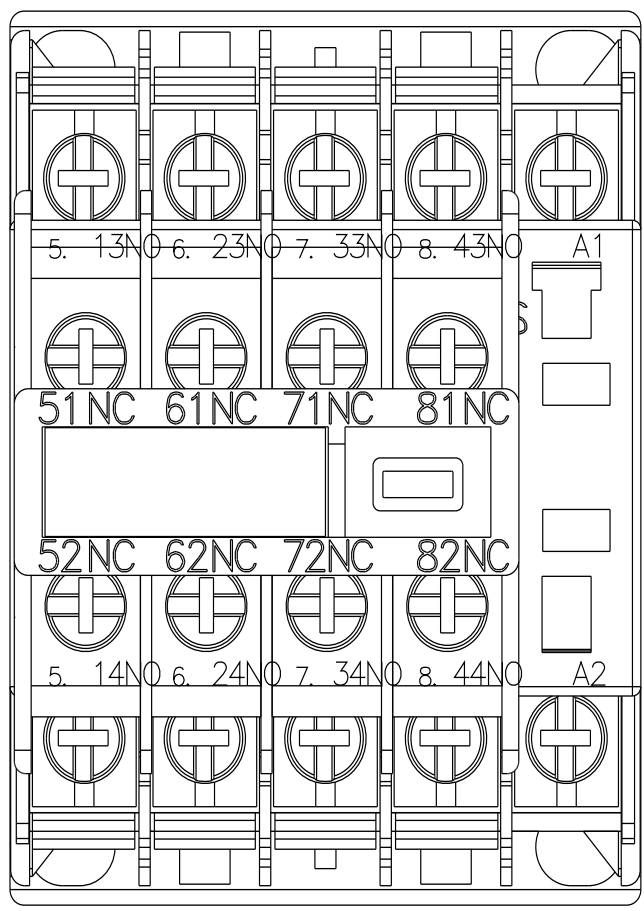 5. 13NO 6. 23NO 7. 33NO 8. 43NO A1
S
51NC 61NC 71NC 81NC
52NC 62NC 72NC 82NC
5. 14NO 6. 24NO 7. 34NO 8. 44NO A2